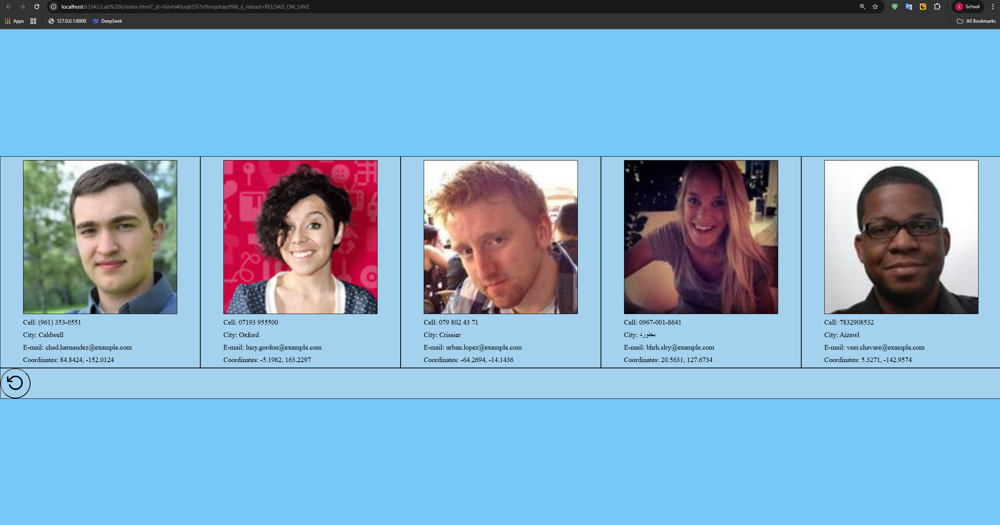 localhost:63342/Lab%206/index.html?_ijt=6iivhi46oq633i7n9mojdrap99&_ij_reload=RELOAD_ON_SAVE
I School
Apps
127.0.0.1:8000
DeepSeek
All Bookmarks
Cell: (961) 353-0551
City: Caldwell
E-mail: chad.hernandez@example.com
Coordinates: 84.8424, -152.0124
Cell: 07193 955500
City: Oxford
E-mail: lucy.gordon@example.com
Coordinates: -5.1982, 163.2297
Cell: 079 802 43 71
City: Crissier
E-mail: urban.lopez@example.com
Coordinates: -64.2694, -14.1436
Cell: 0967-001-8641
City: بجنورد
E-mail: bhrh.slry@example.com
Coordinates: 20.5631, 127.6734
Cell: 7832908532
City: Aizawl
E-mail: veer.chavare@example.com
Coordinates: 5.3271, -142.9574